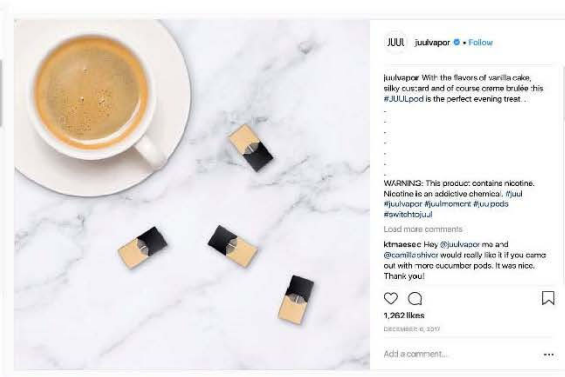 JUUL juulvapor • Follow
juulvapor With the flavors of vanilla cake,
silky custard and of course creme brulée this
#JUULpod is the perfect evening treat. .
.
.
.
.
.
.
WARNING: This product contains nicotine.
Nicotine is an addictive chemical. #juul
#juulvapor #juulmoment #juulpods
#switchtojuul
Load more comments
ktmaesec Hey @juulvapor me and
would really like it if you came
out with more cucumber pods. It was nice.
Thank you!
1,262 likes
DECEMBER 6, 2017
Add a comment...